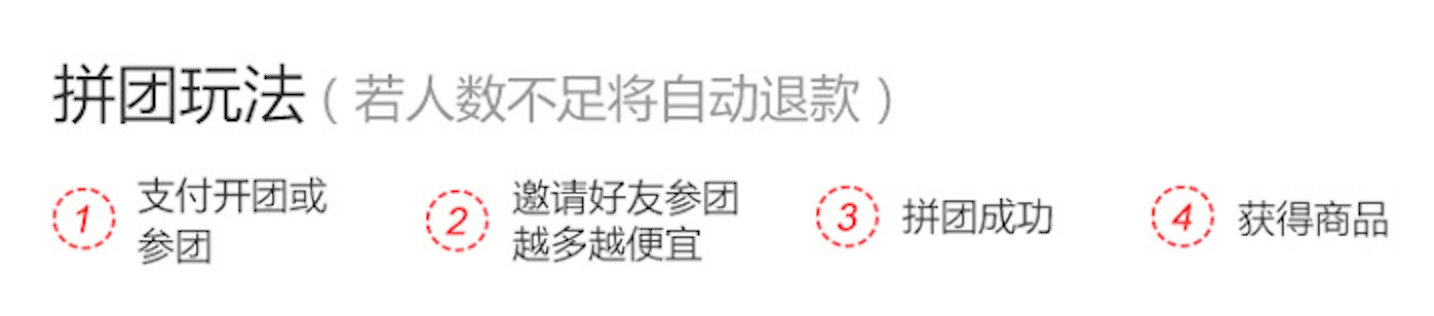 拼团玩法（若人数不足将自动退款）
1 支付开团或
参团
2 邀请好友参团
越多越便宜
3 拼团成功
4 获得商品